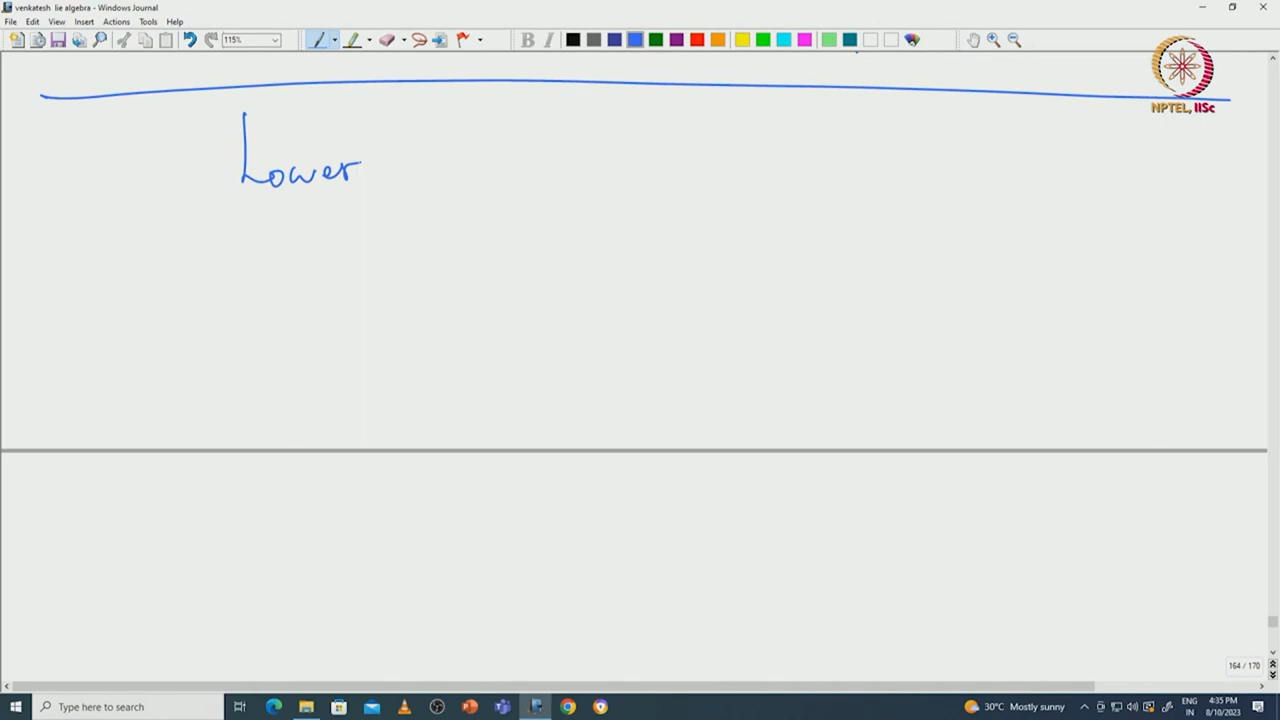 venkatesh lie algebra - Windows Journal
File Edit View Insert Actions Tools Help
115% B I
NPTEL, IISc
Lower
164 / 170
Type here to search
30°C Mostly sunny
ENG
IN
4:35 PM
8/10/2023